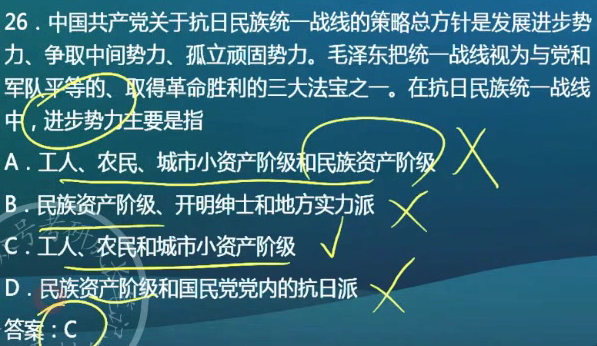 26．中国共产党关于抗日民族统一战线的策略总方针是发展进步势
力、争取中间势力、孤立顽固势力。毛泽东把统一战线视为与党和
军队平等的、取得革命胜利的三大法宝之一。在抗日民族统一战线
中，进步势力主要是指
A．工人、农民、城市小资产阶级和民族资产阶级
B．民族资产阶级、开明绅士和地方实力派
C．工人、农民和城市小资产阶级
D．民族资产阶级和国民党党内的抗日派
答案：C